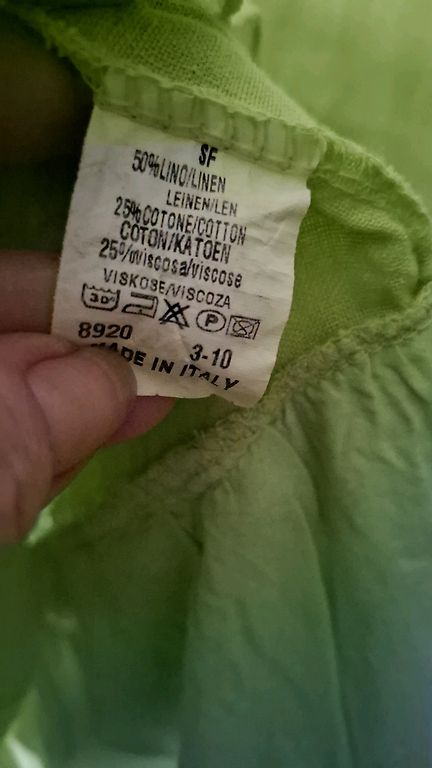 SF
50%LINO/LINEN
LEINEN/LEN
25%COTONE/COTTON
COTON/KATOEN
25%viscosa/viscose
VISKOSE/VISCOZA
30°
P
8920
3-10
MADE IN ITALY